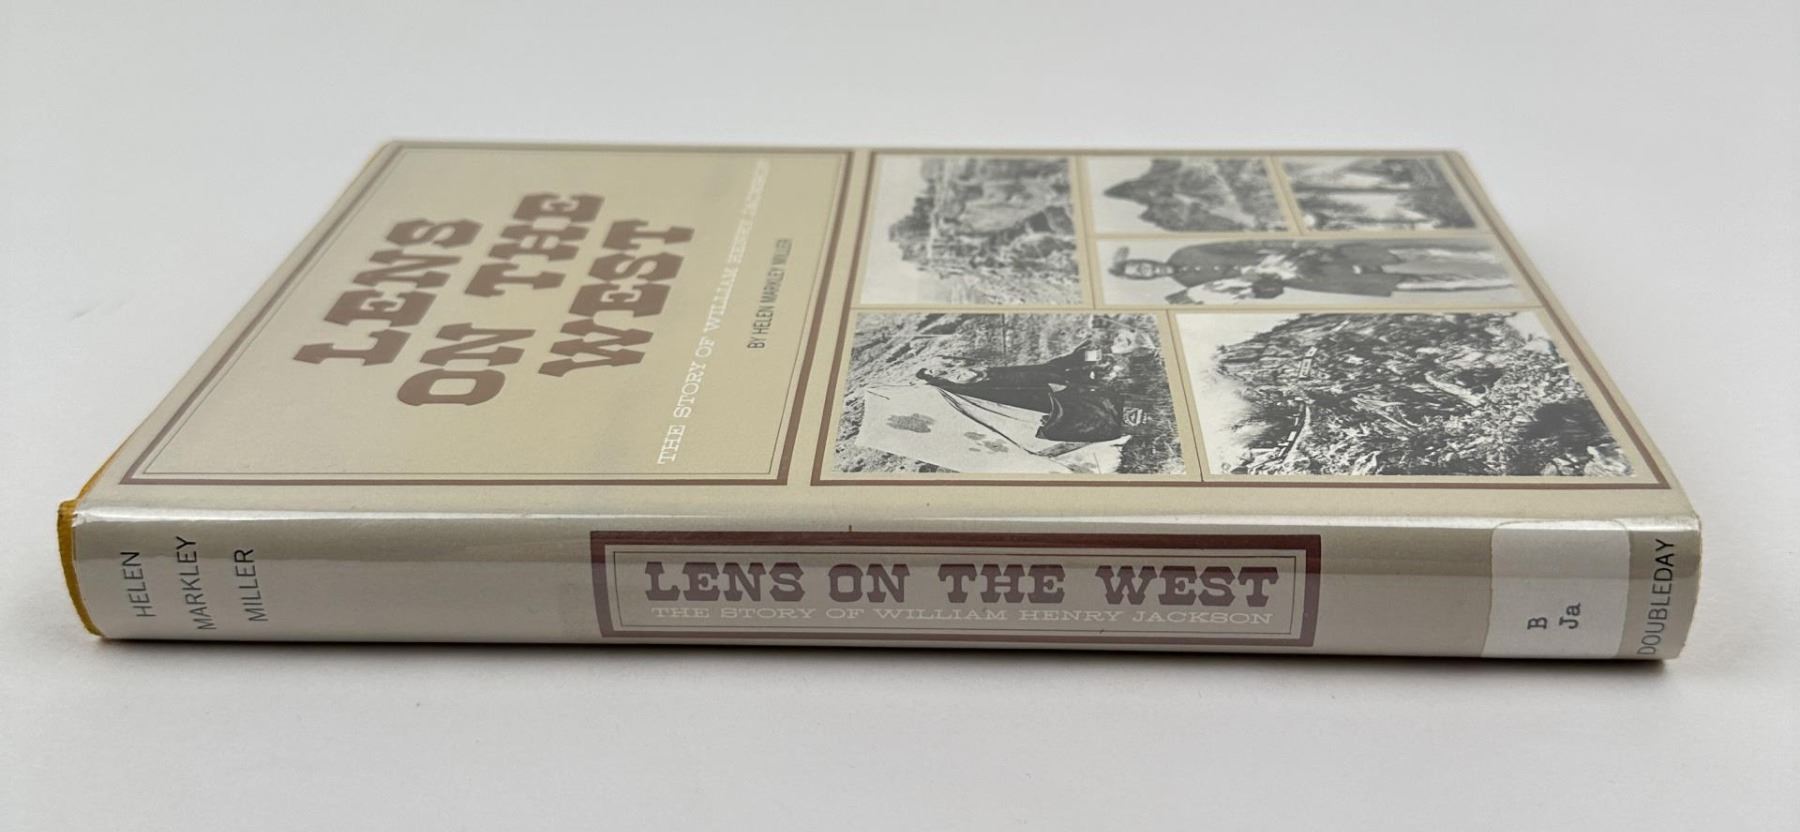 LENS
ON THE
WEST
THE STORY OF WILLIAM HENRY JACKSON
BY HELEN MARKLEY MILLER
HELEN
MARKLEY
MILLER
LENS ON THE WEST
THE STORY OF WILLIAM HENRY JACKSON
B
Ja
DOUBLEDAY